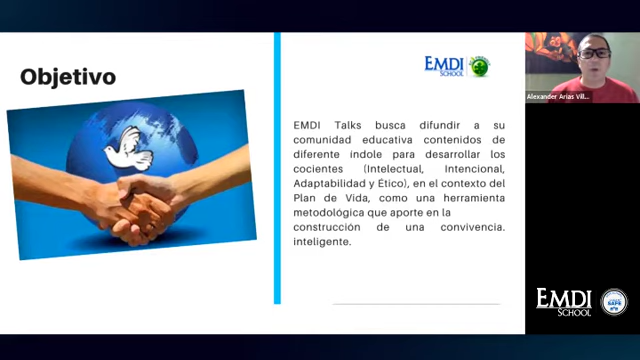 Objetivo
EMDI
SCHOOL
EMDI Talks busca difundir a su
comunidad educativa contenidos de
diferente índole para desarrollar los
cocientes (Intelectual, Intencional,
Adaptabilidad y Ético), en el contexto del
Plan de Vida, como una herramienta
metodológica que aporte en la
construcción de una convivencia.
inteligente.
Alexander Arias Vill...
EMDI
SCHOOL
SAFE